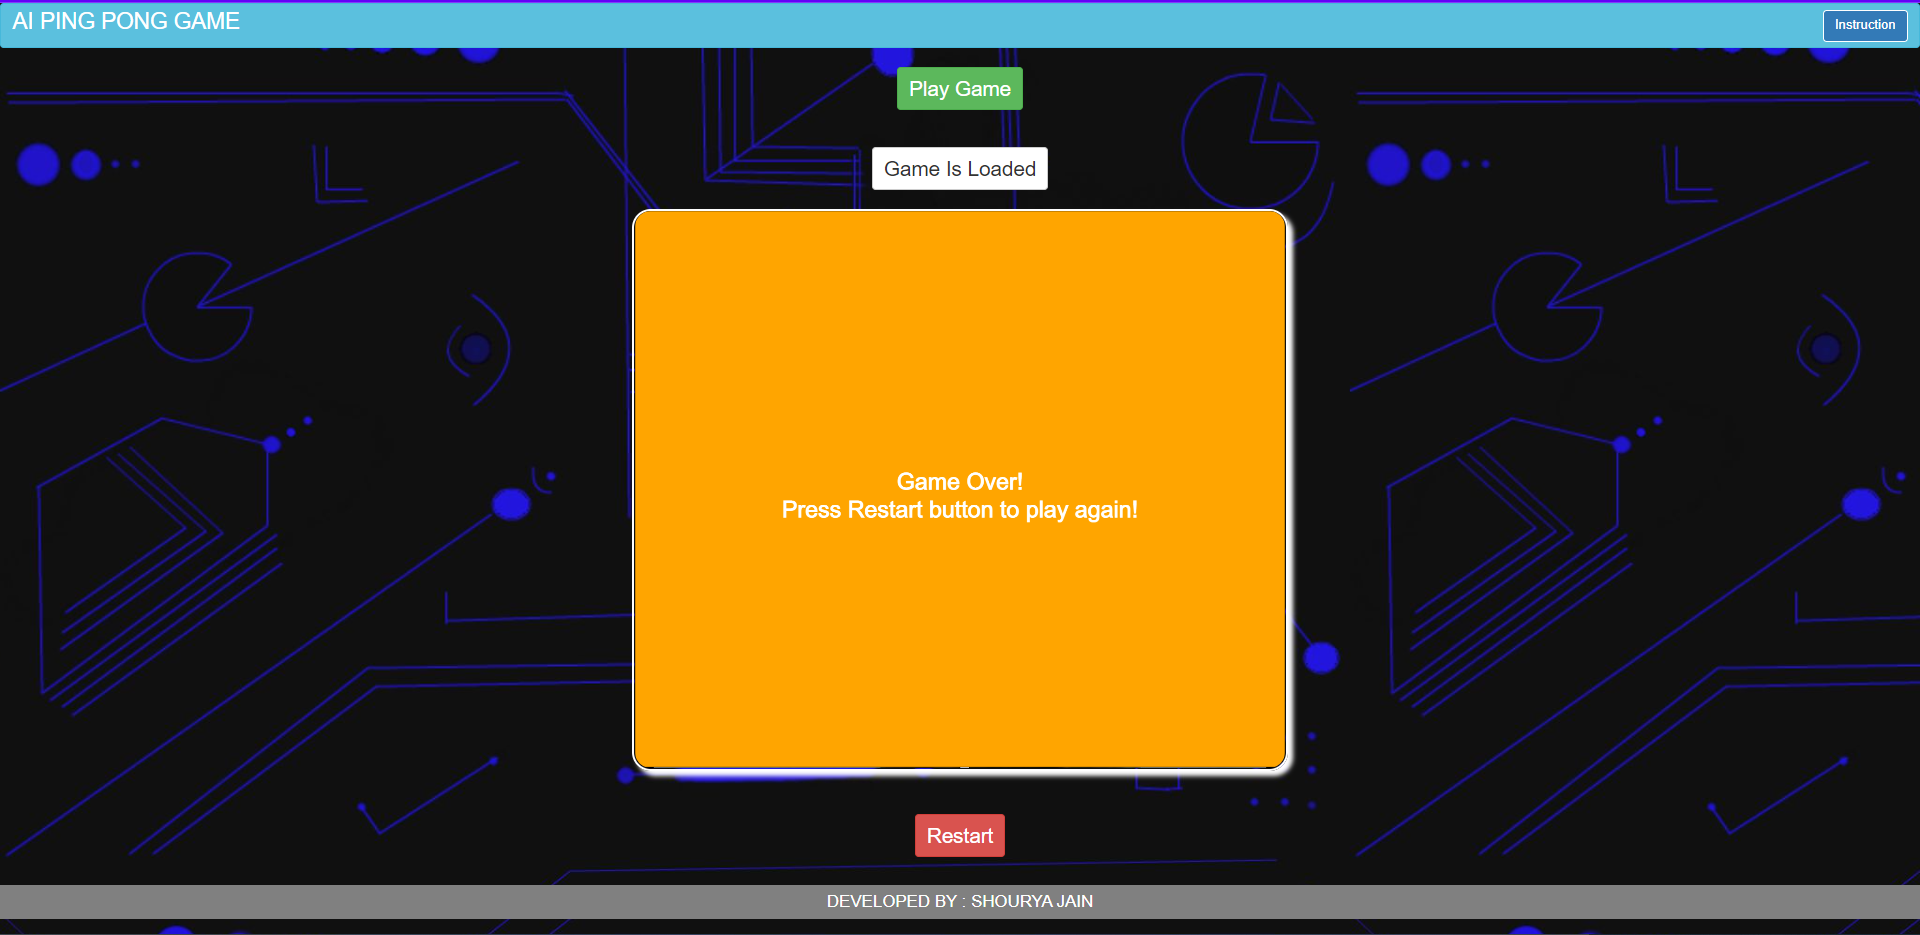 AI PING PONG GAME
Instruction
Play Game
Game Is Loaded
Game Over!
Press Restart button to play again!
Restart
DEVELOPED BY : SHOURYA JAIN